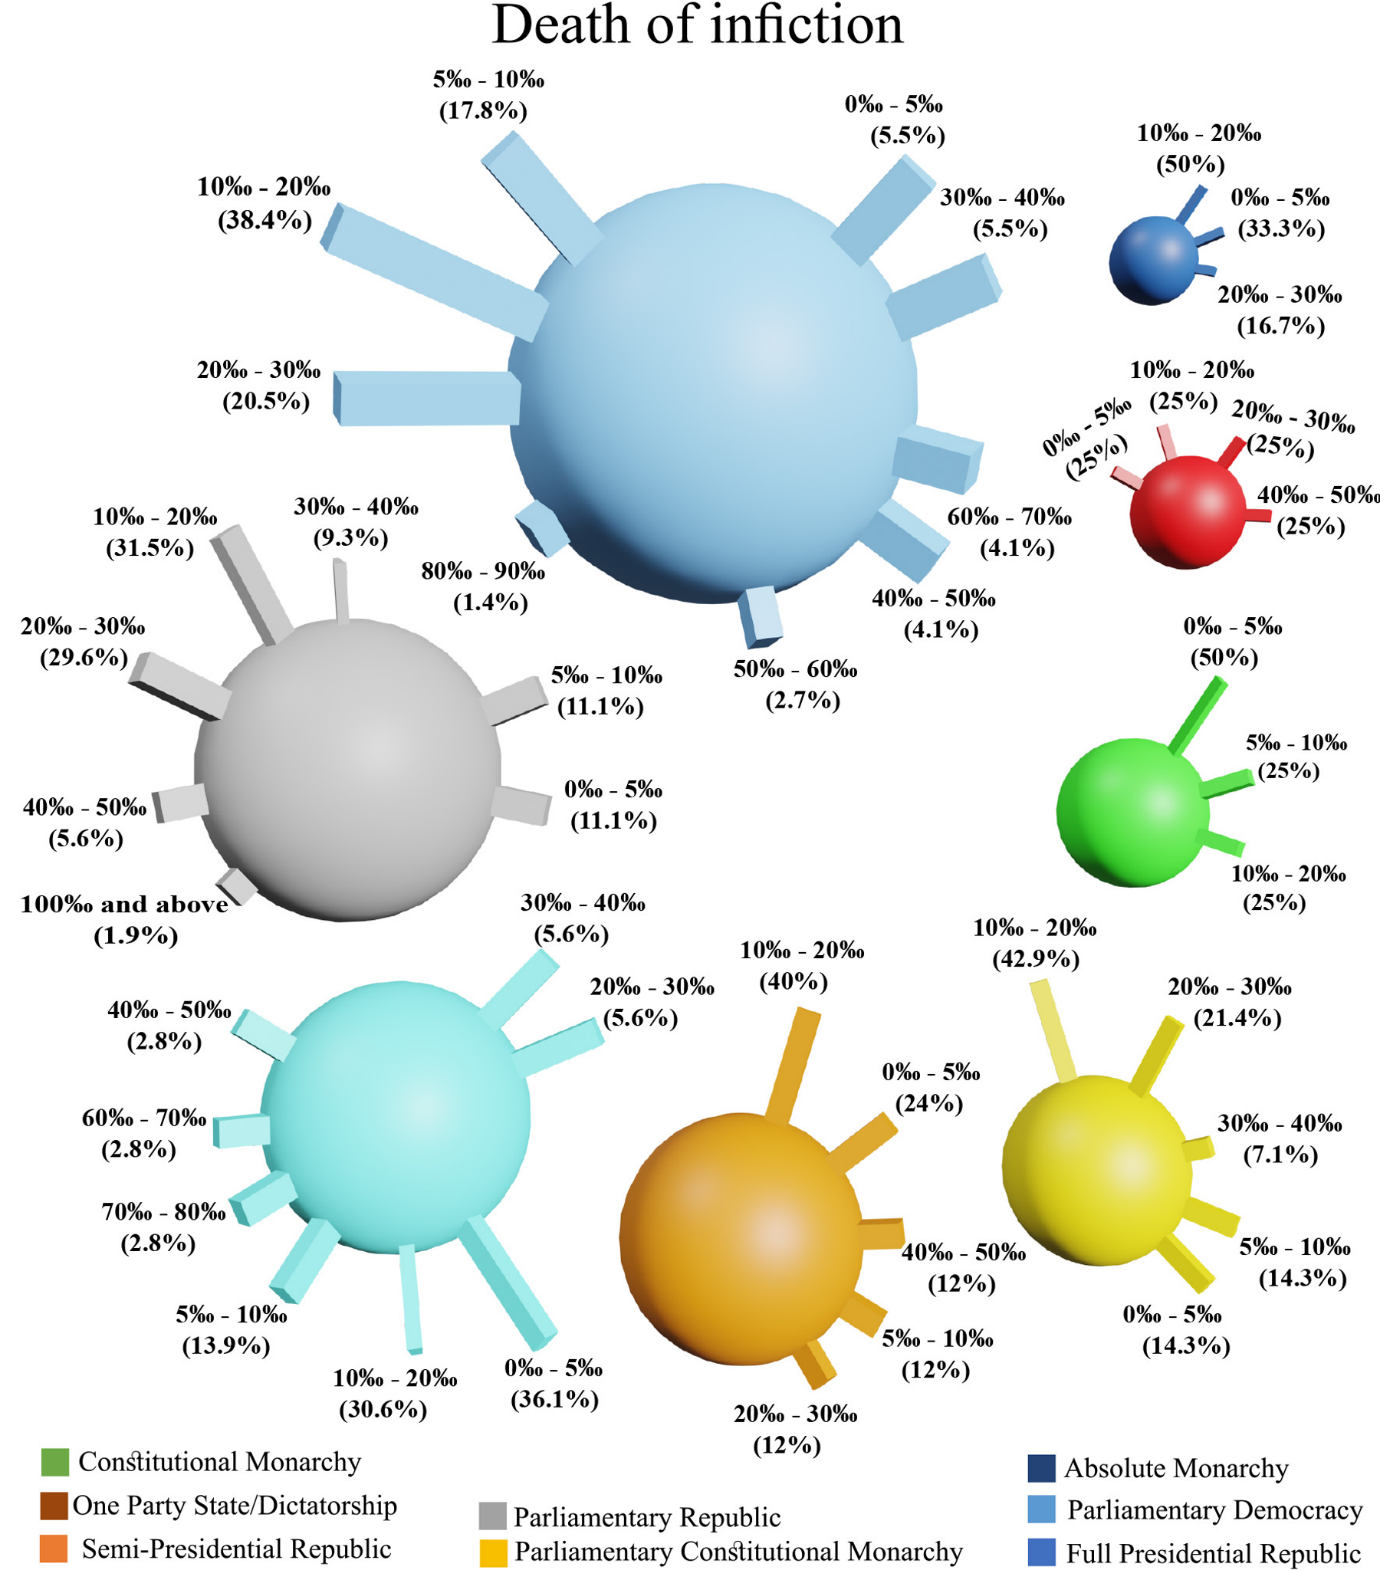 Death of infiction
5‰ - 10‰
(17.8%)
0‰ - 5‰
(5.5%)
10‰ - 20‰
(38.4%)
30‰ - 40‰
(5.5%)
20‰ - 30‰
(20.5%)
60‰ - 70‰
(4.1%)
80‰ - 90‰
(1.4%)
40‰ - 50‰
(4.1%)
50‰ - 60‰
(2.7%)
10‰ - 20‰
(50%)
0‰ - 5‰
(33.3%)
20‰ - 30‰
(16.7%)
10‰ - 20‰
(25%)
0‰ - 5‰
(25%)
20‰ - 30‰
(25%)
40‰ - 50‰
(25%)
10‰ - 20‰
(31.5%)
30‰ - 40‰
(9.3%)
20‰ - 30‰
(29.6%)
5‰ - 10‰
(11.1%)
40‰ - 50‰
(5.6%)
0‰ - 5‰
(11.1%)
100‰ and above
(1.9%)
0‰ - 5‰
(50%)
5‰ - 10‰
(25%)
10‰ - 20‰
(25%)
30‰ - 40‰
(5.6%)
20‰ - 30‰
(5.6%)
40‰ - 50‰
(2.8%)
60‰ - 70‰
(2.8%)
70‰ - 80‰
(2.8%)
5‰ - 10‰
(13.9%)
10‰ - 20‰
(30.6%)
0‰ - 5‰
(36.1%)
10‰ - 20‰
(40%)
0‰ - 5‰
(24%)
40‰ - 50‰
(12%)
5‰ - 10‰
(12%)
20‰ - 30‰
(12%)
10‰ - 20‰
(42.9%)
20‰ - 30‰
(21.4%)
30‰ - 40‰
(7.1%)
5‰ - 10‰
(14.3%)
0‰ - 5‰
(14.3%)
Constitutional Monarchy
One Party State/Dictatorship
Semi-Presidential Republic
Parliamentary Republic
Parliamentary Constitutional Monarchy
Absolute Monarchy
Parliamentary Democracy
Full Presidential Republic